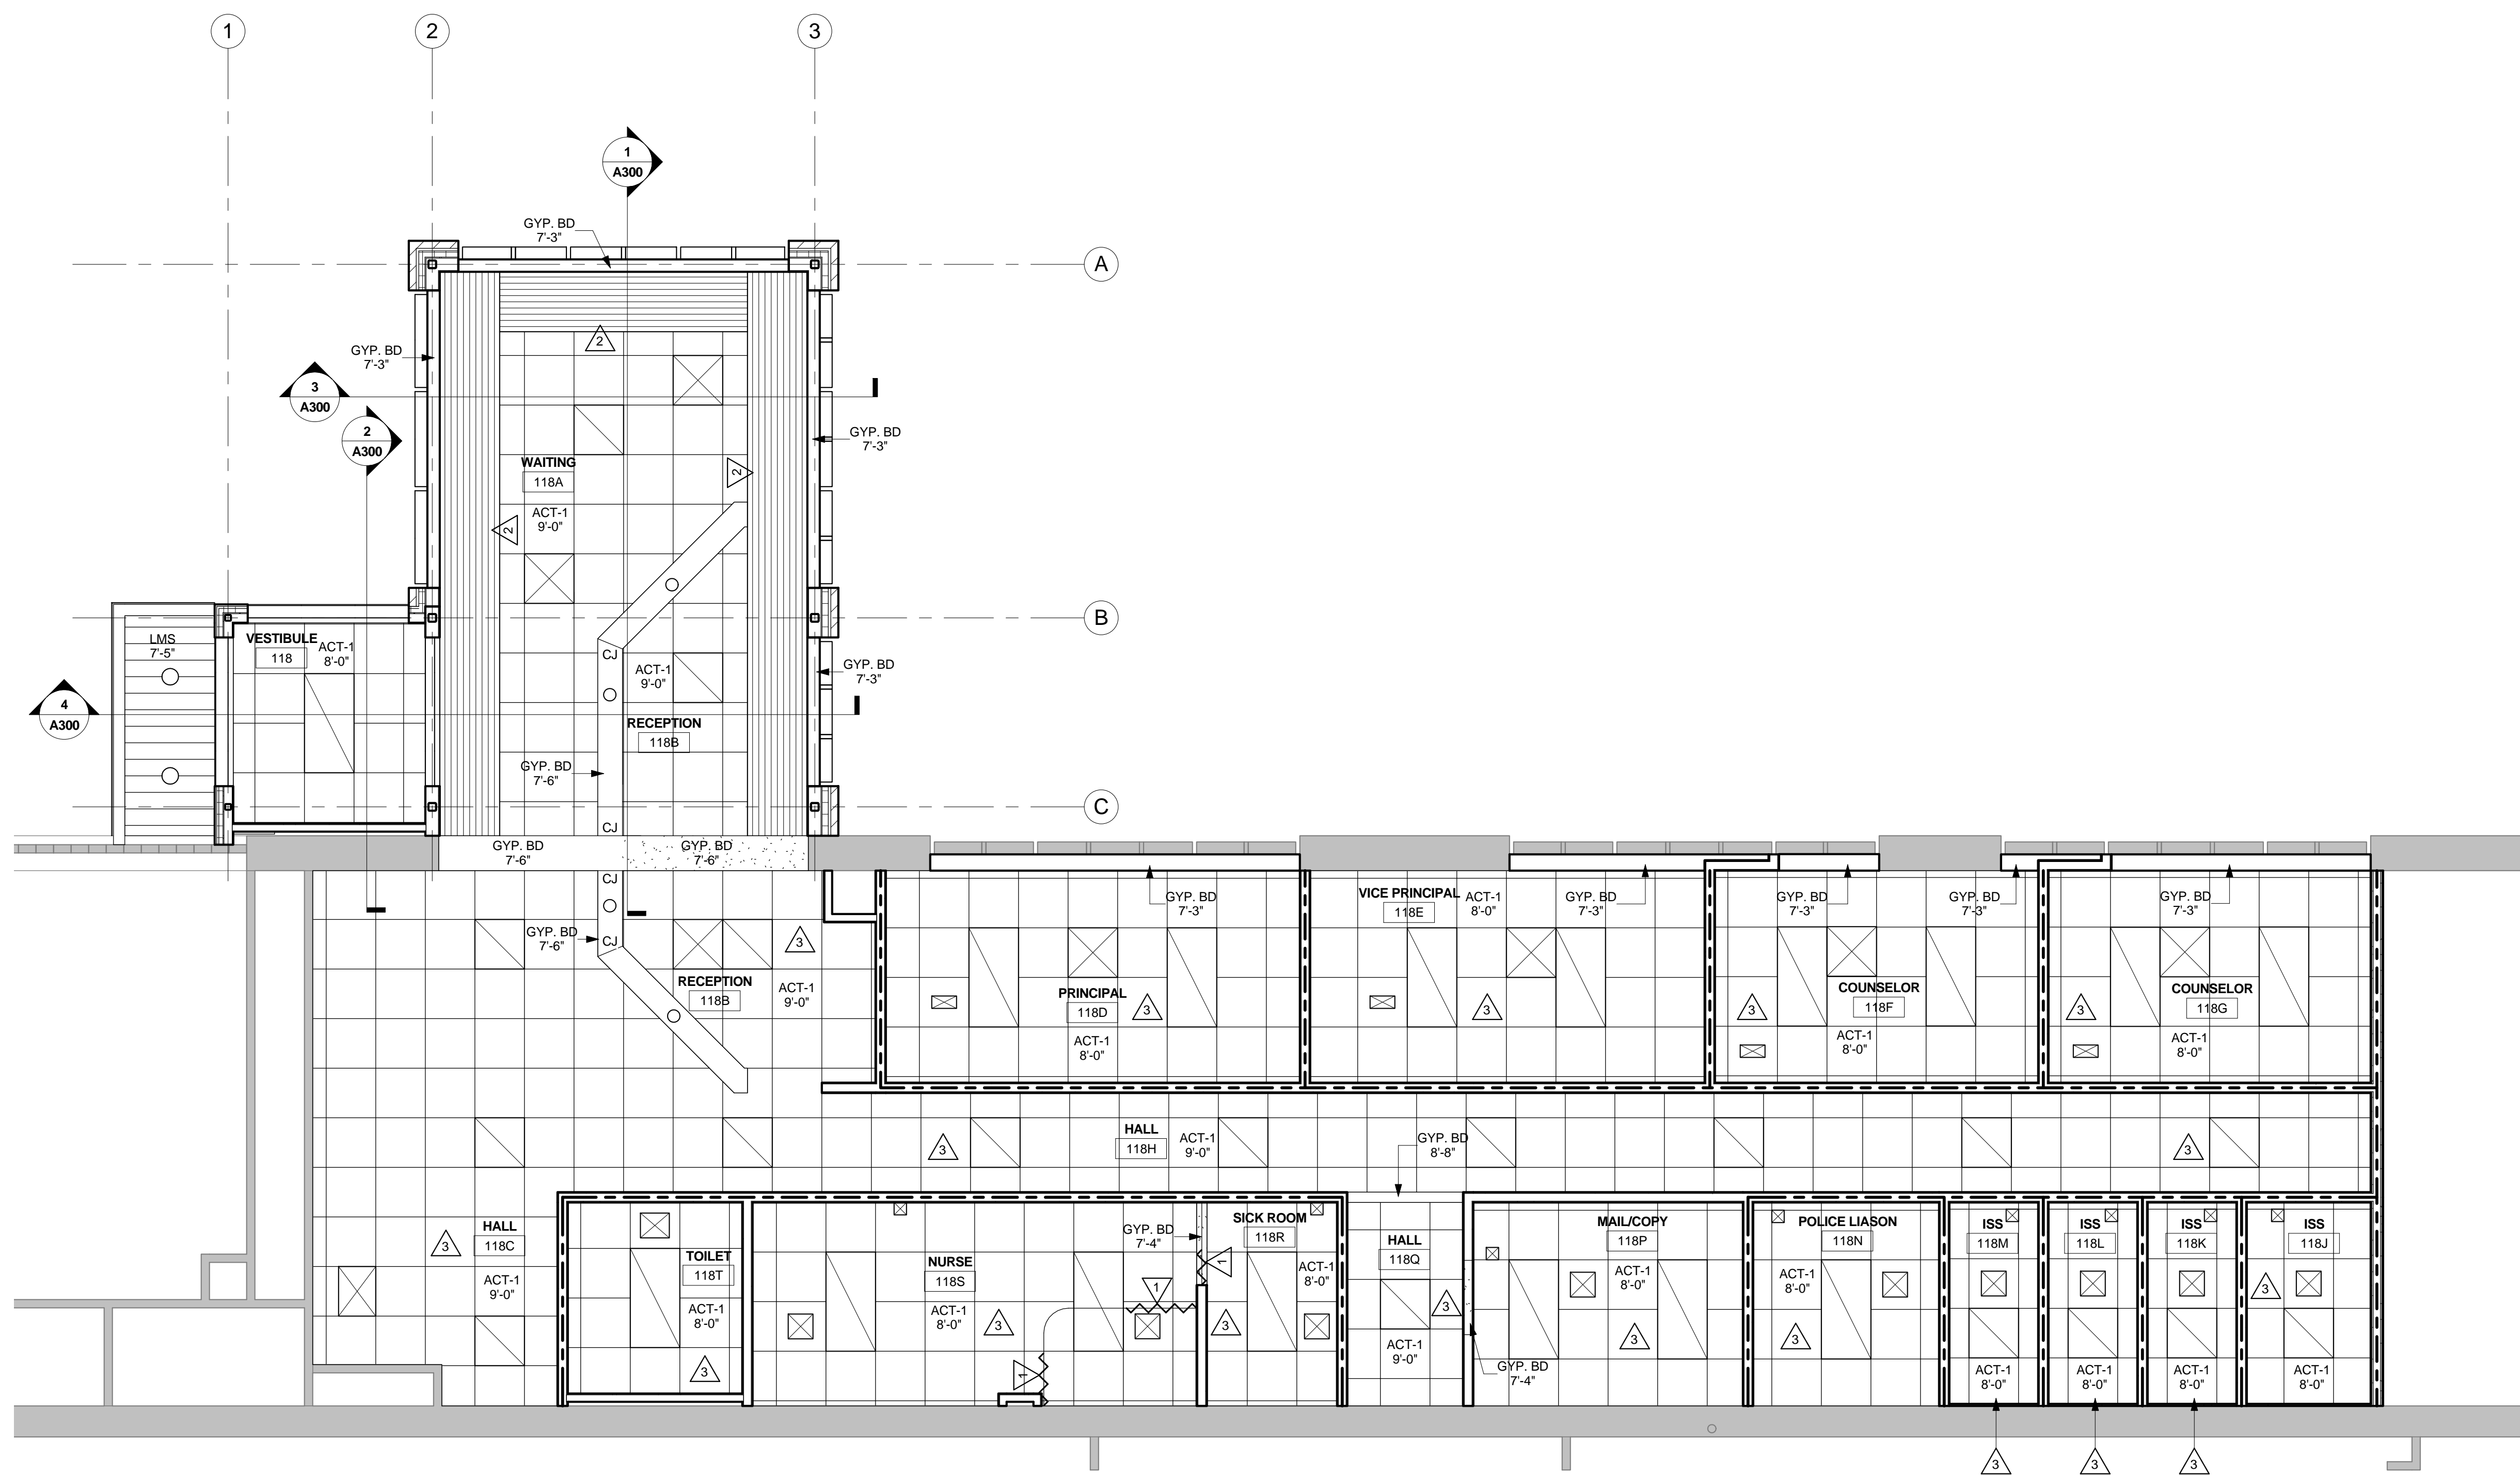 1
2
3
1
A300
GYP. BD
7'-3"
A
2
GYP. BD
7'-3"
3
A300
2
A300
GYP. BD
7'-3"
WAITING
118A
2
ACT-1
9'-0"
2
B
LMS
7'-5"
VESTIBULE
118
ACT-1
8'-0"
CJ
ACT-1
9'-0"
GYP. BD
7'-3"
4
A300
RECEPTION
118B
GYP. BD
7'-6"
C
CJ
GYP. BD
7'-6"
GYP. BD
7'-6"
CJ
GYP. BD
7'-6"
CJ
3
RECEPTION
118B
ACT-1
9'-0"
GYP. BD
7'-3"
PRINCIPAL
118D
3
ACT-1
8'-0"
VICE PRINCIPAL
118E
ACT-1
8'-0"
GYP. BD
7'-3"
3
GYP. BD
7'-3"
COUNSELOR
118F
3
ACT-1
8'-0"
GYP. BD
7'-3"
GYP. BD
7'-3"
COUNSELOR
118G
3
ACT-1
8'-0"
3
HALL
118H
ACT-1
9'-0"
GYP. BD
8'-8"
3
HALL
118C
3
ACT-1
9'-0"
TOILET
118T
ACT-1
8'-0"
3
NURSE
118S
ACT-1
8'-0"
3
1
1
GYP. BD
7'-4"
1
SICK ROOM
118R
ACT-1
8'-0"
3
HALL
118Q
3
ACT-1
9'-0"
GYP. BD
7'-4"
MAIL/COPY
118P
ACT-1
8'-0"
3
POLICE LIASON
118N
ACT-1
8'-0"
3
ISS
118M
ACT-1
8'-0"
3
ISS
118L
ACT-1
8'-0"
3
ISS
118K
ACT-1
8'-0"
3
ISS
118J
3
ACT-1
8'-0"